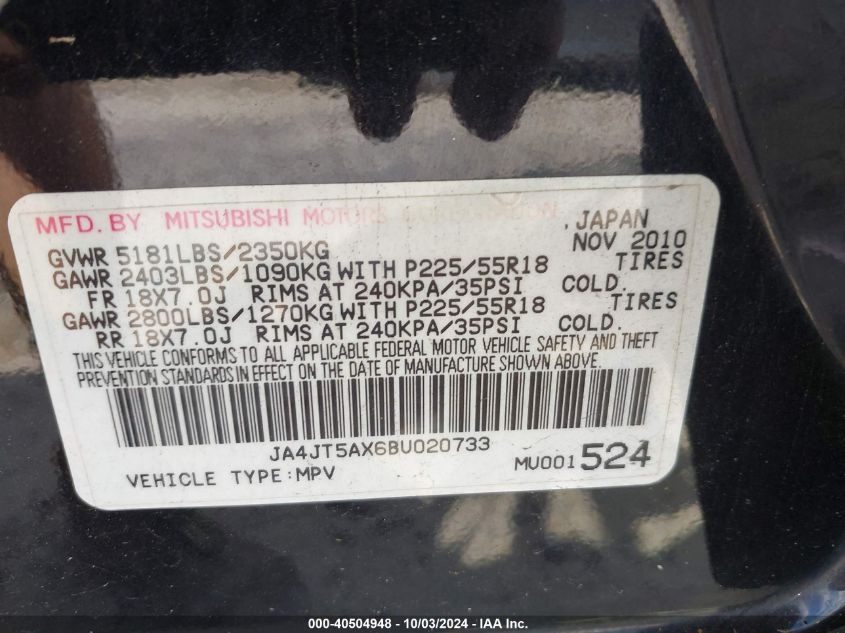 MFD. BY MITSUBISHI MOTORS CORPORATION, JAPAN
GVWR 5181LBS/2350KG NOV 2010
GAWR 2403LBS/1090KG WITH P225/55R18 TIRES
FR 18X7.0J RIMS AT 240KPA/35PSI COLD.
GAWR 2800LBS/1270KG WITH P225/55R18 TIRES
RR 18X7.0J RIMS AT 240KPA/35PSI COLD.
THIS VEHICLE CONFORMS TO ALL APPLICABLE FEDERAL MOTOR VEHICLE SAFETY AND THEFT
PREVENTION STANDARDS IN EFFECT ON THE DATE OF MANUFACTURE SHOWN ABOVE.
JA4JT5AX6BU020733
VEHICLE TYPE:MPV MU001524
000-40504948 - 10/03/2024 - IAA Inc.